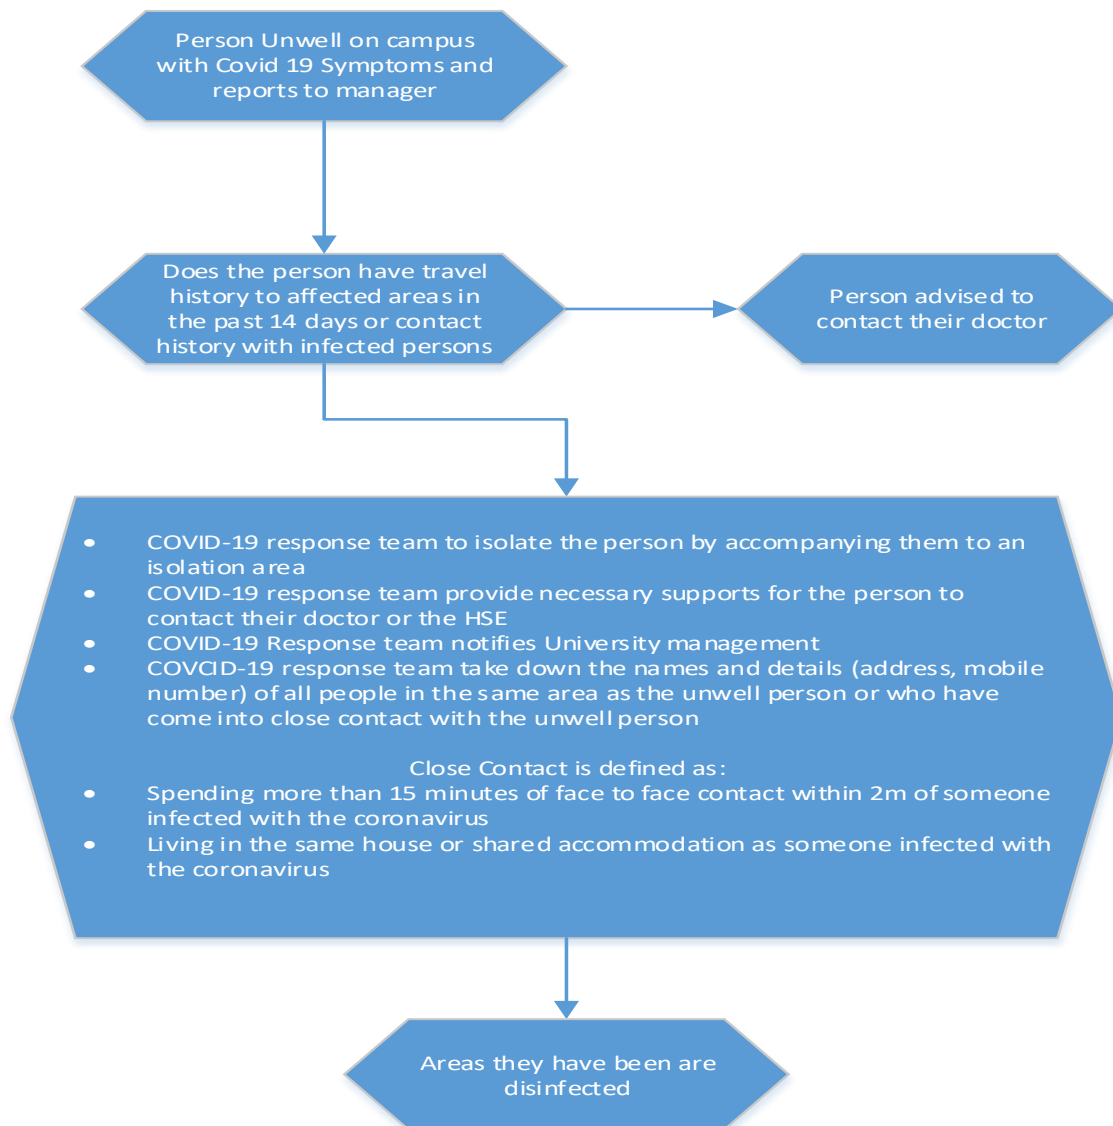 Person Unwell on campus
with Covid 19 Symptoms and
reports to manager
Does the person have travel
history to affected areas in
the past 14 days or contact
history with infected persons
Person advised to
contact their doctor
• COVID-19 response team to isolate the person by accompanying them to an
isolation area
• COVID-19 response team provide necessary supports for the person to
contact their doctor or the HSE
• COVID-19 Response team notifies University management
• COVCID-19 response team take down the names and details (address, mobile
number) of all people in the same area as the unwell person or who have
come into close contact with the unwell person
Close Contact is defined as:
• Spending more than 15 minutes of face to face contact within 2m of someone
infected with the coronavirus
• Living in the same house or shared accommodation as someone infected with
the coronavirus
Areas they have been are
disinfected